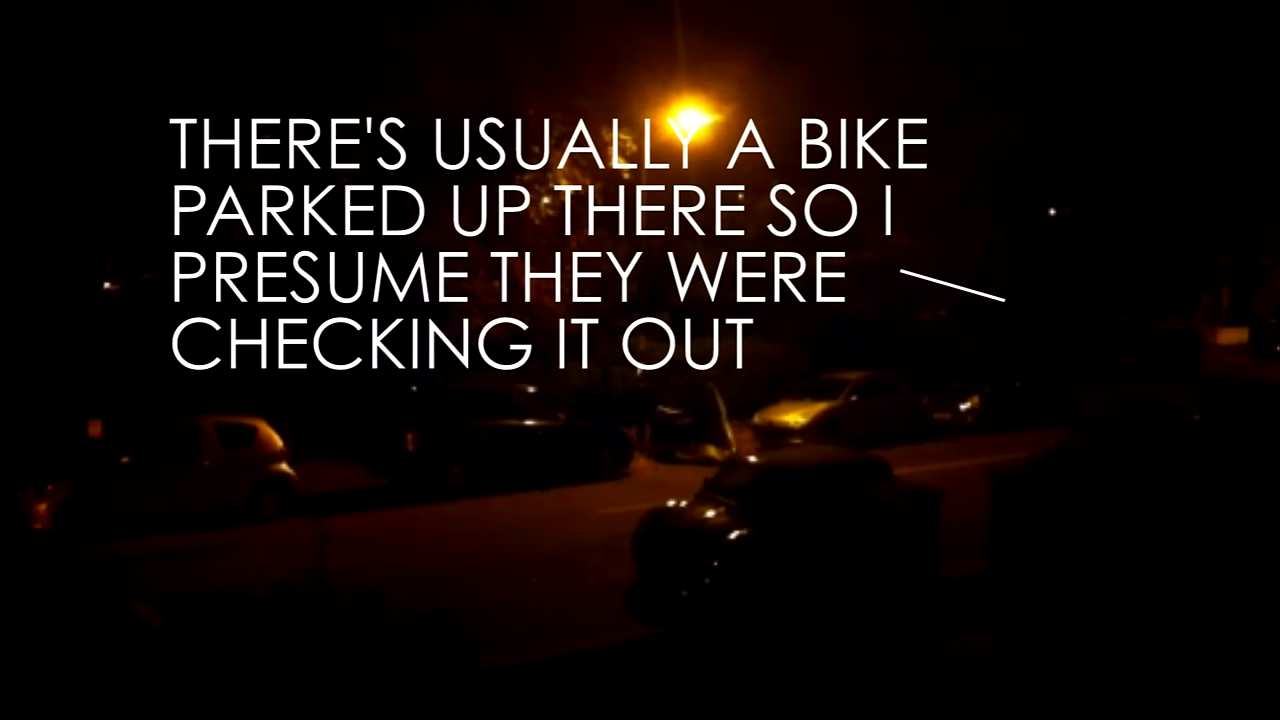 THERE'S USUALLY A BIKE
PARKED UP THERE SO I
PRESUME THEY WERE
CHECKING IT OUT